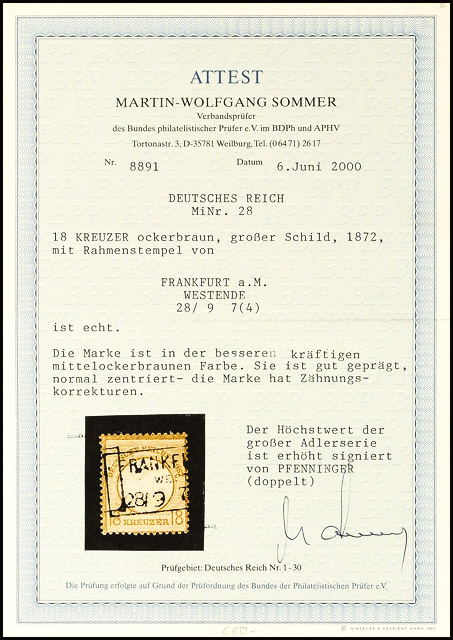 ATTEST
MARTIN-WOLFGANG SOMMER
Verbandsprüfer
des Bundes philatelistischer Prüfer e.V. im BDPh und APHV
Tortonastr. 3, D-35781 Weilburg, Tel. (06471) 2617
Nr. 8891 Datum 6.Juni 2000
DEUTSCHES REICH
MiNr. 28
18 KREUZER ockerbraun, großer Schild, 1872,
mit Rahmenstempel von
FRANKFURT a.M.
WESTENDE
28/ 9 7(4)
ist echt.
Die Marke ist in der besseren kräftigen
mittelockerbraunen Farbe. Sie ist gut geprägt,
normal zentriert- die Marke hat Zähnungs-
korrekturen.
FRANKF
WE
28/9
18 KREUZER 18
Der Höchstwert der
großer Adlerserie
ist erhöht signiert
von PFENNINGER
(doppelt)
Prüfgebiet: Deutsches Reich Nr. 1 - 30
Die Prüfung erfolgte auf Grund der Prüfordnung des Bundes der Philatelistischen Prüfer e.V.